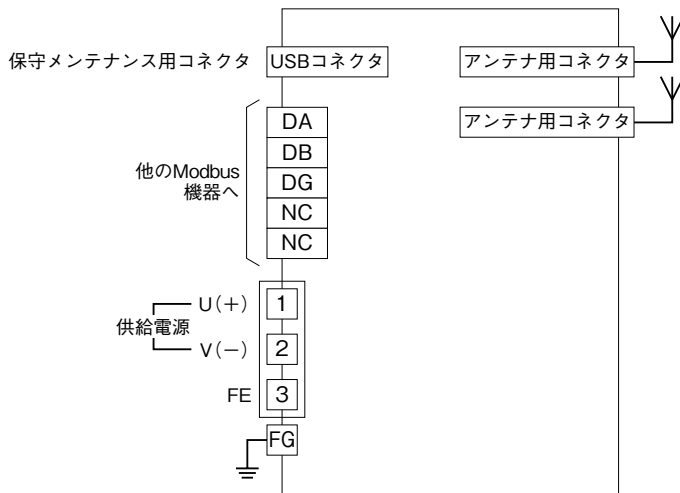 保守メンテナンス用コネクタ USBコネクタ アンテナ用コネクタ
アンテナ用コネクタ
DA
DB
DG
NC
NC
他のModbus
機器へ
U(+) 1
供給電源
V(−) 2
FE 3
FG